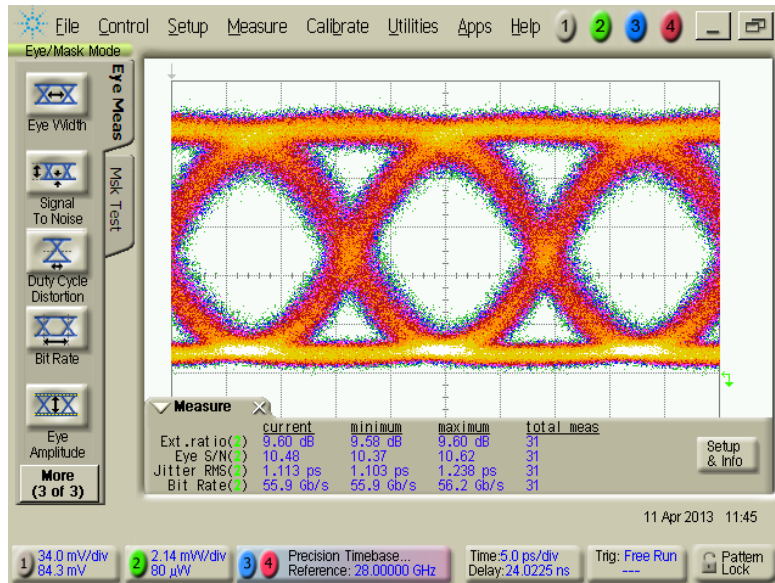 File Control Setup Measure Calibrate Utilities Apps Help 1 2 3 4
Eye/Mask Mode
Eye Meas
Msk Test
Eye Width
Signal
To Noise
Duty Cycle
Distortion
Bit Rate
Eye
Amplitude
More
(3 of 3)
Measure
current minimum maximum total meas
Ext.ratio(2) 9.60 dB 9.58 dB 9.60 dB 31
Eye S/N(2) 10.48 10.37 10.62 31
Jitter RMS(2) 1.113 ps 1.103 ps 1.238 ps 31
Bit Rate(2) 55.9 Gb/s 55.9 Gb/s 56.2 Gb/s 31
Setup
& Info
11 Apr 2013 11:45
1 34.0 mV/div
84.3 mV
2 2.14 mW/div
80 µW
3 4 Precision Timebase...
Reference: 28.00000 GHz
Time:5.0 ps/div
Delay:24.0225 ns
Trig: Free Run
---
Pattern
Lock